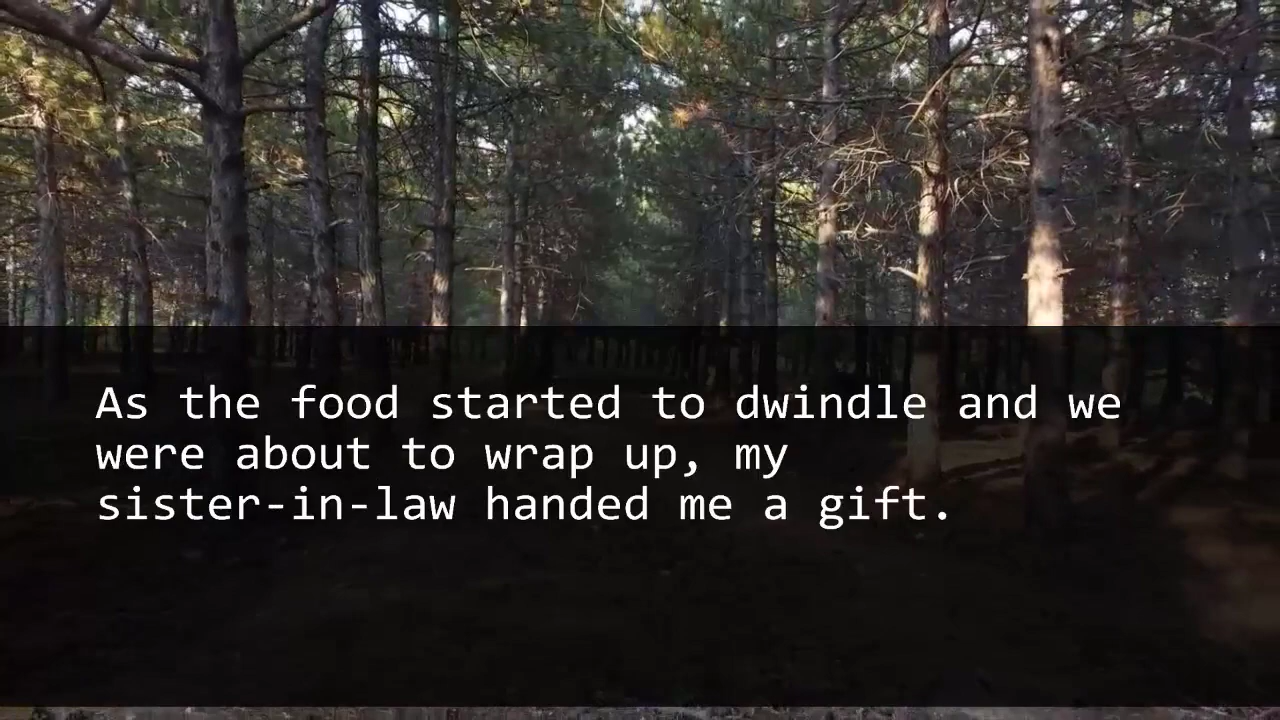 As the food started to dwindle and we
were about to wrap up, my
sister-in-law handed me a gift.